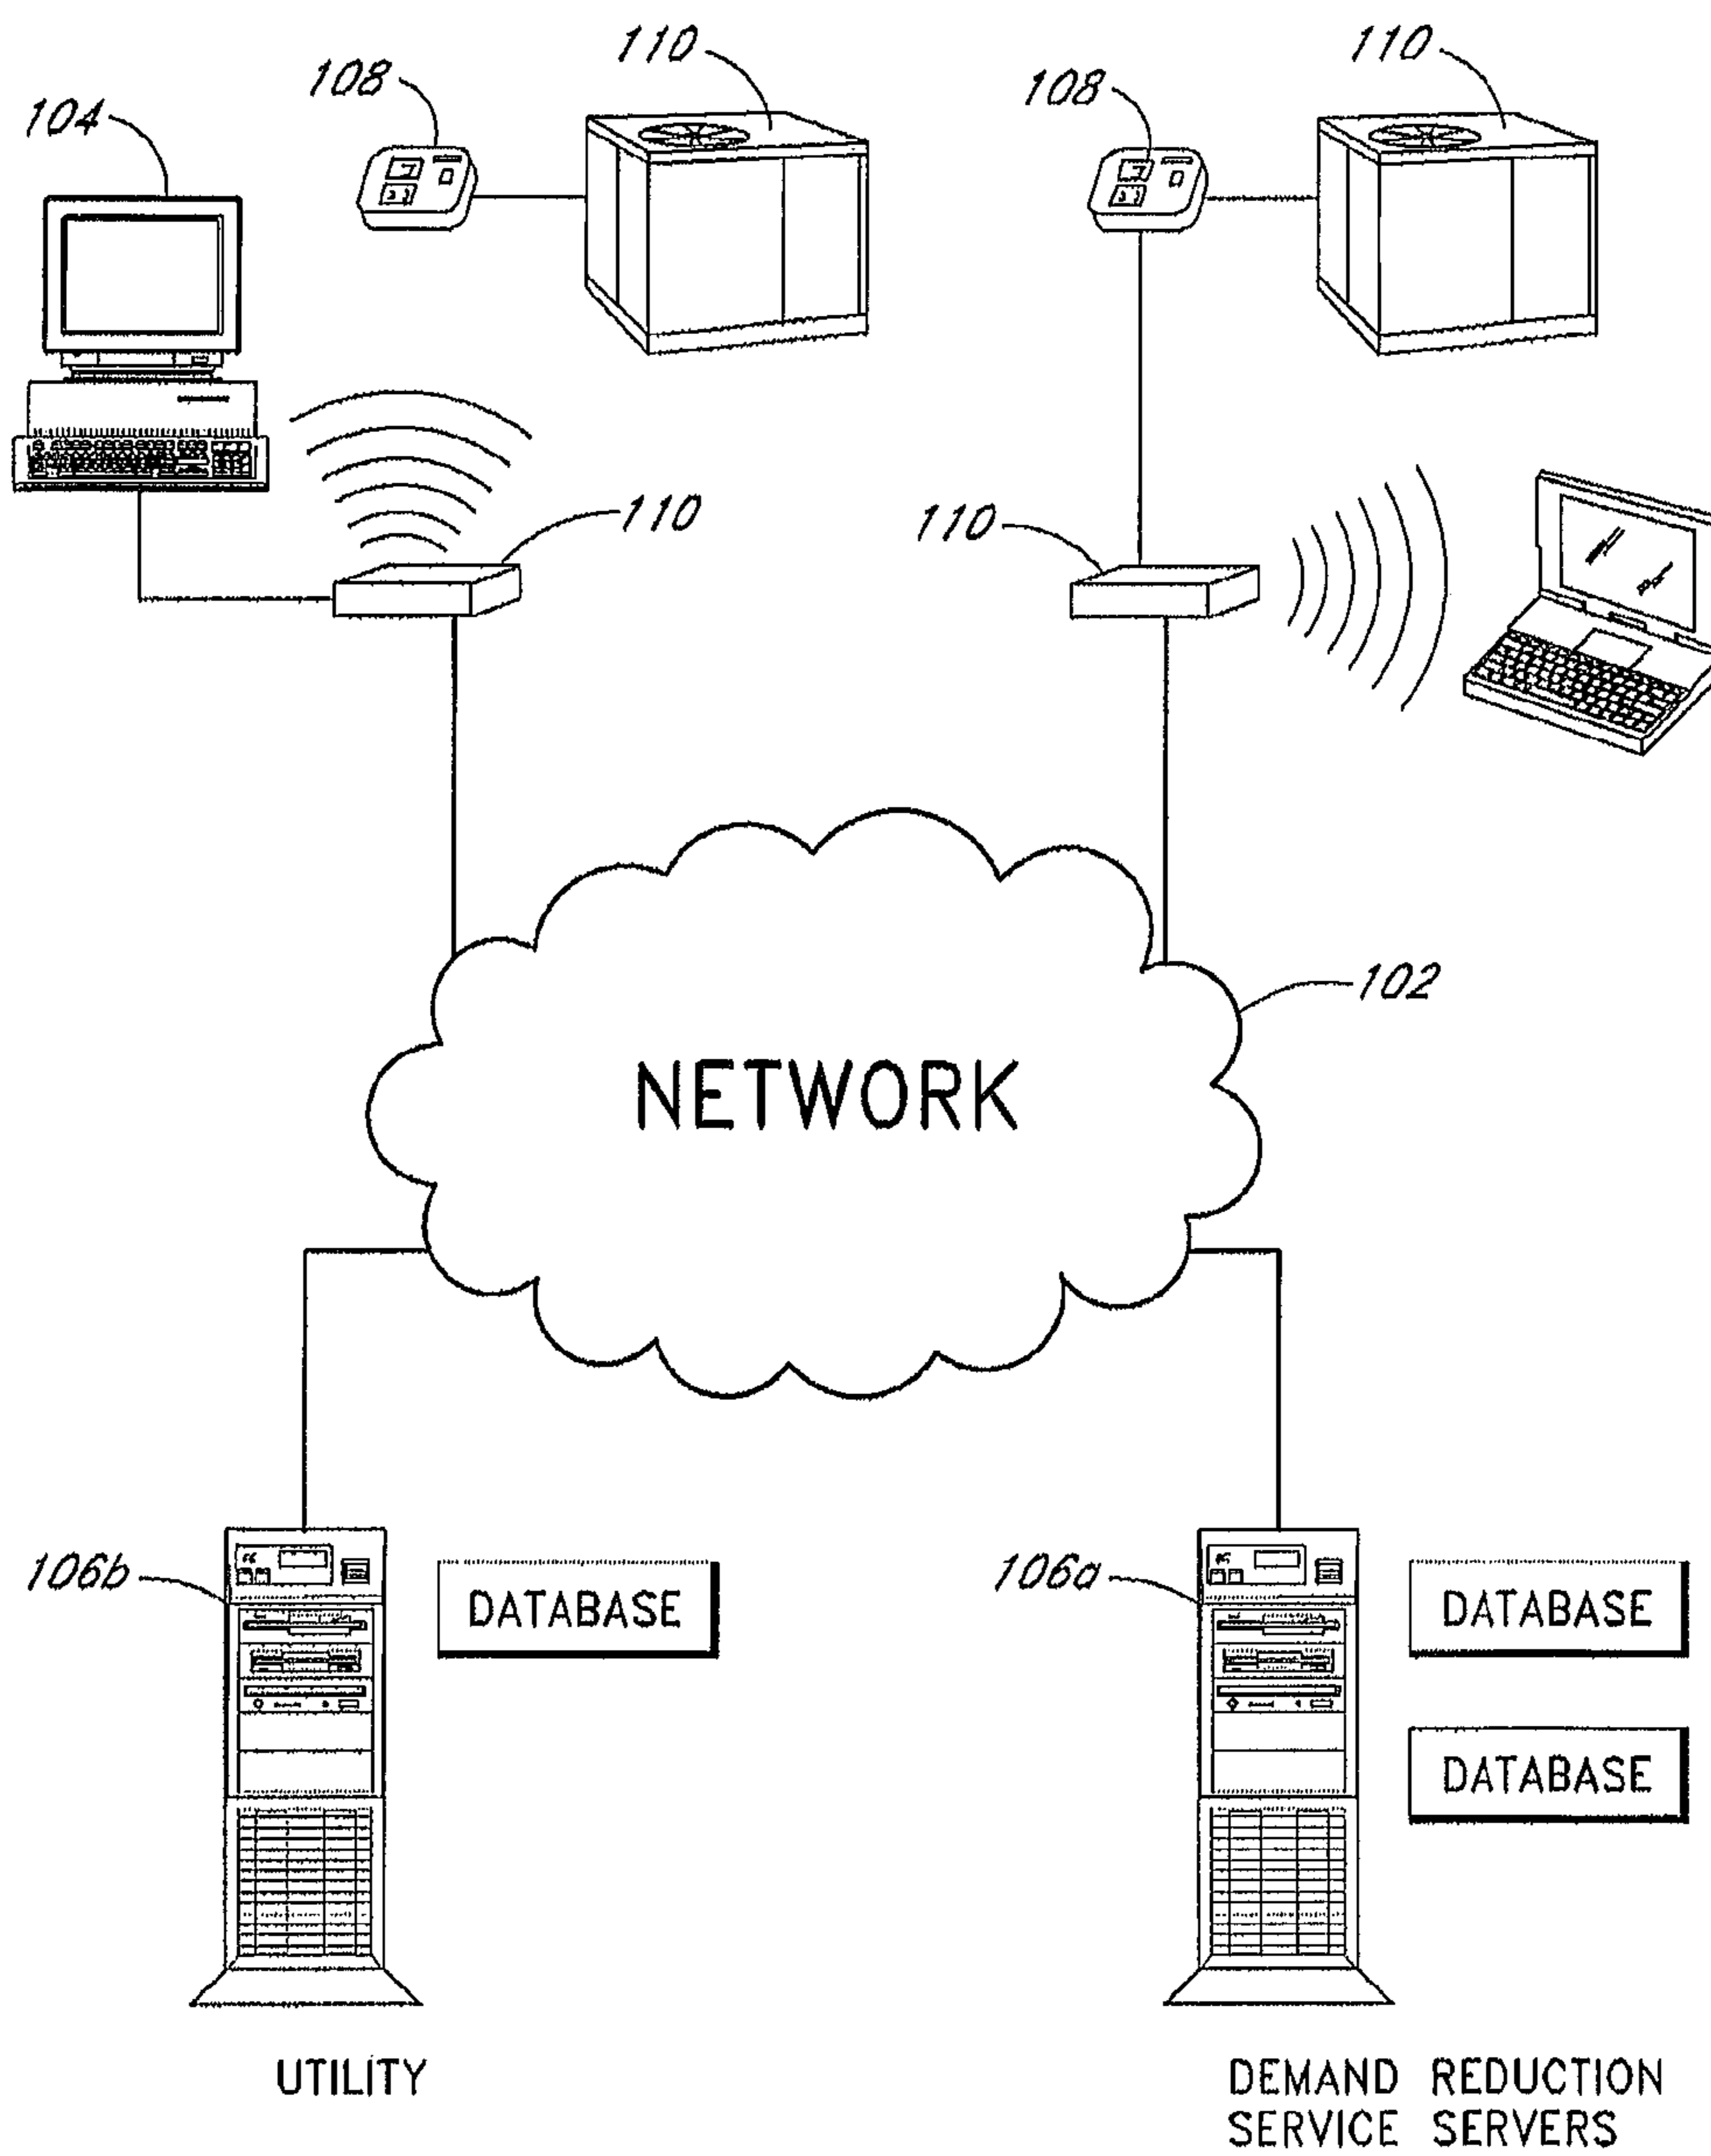 110
110
108
108
104
110
110
102
NETWORK
106b
DATABASE
106a
DATABASE
DATABASE
UTILITY
DEMAND REDUCTION
SERVICE SERVERS